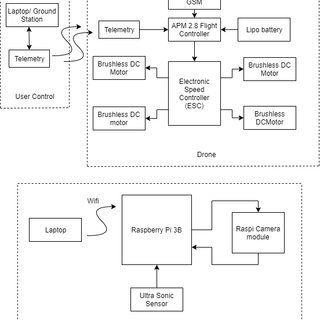 GSM
Laptop/ Ground
Station
Telemetry
User Control
Telemetry
APM 2.8 Flight
Controller
Lipo battery
Brushless DC
Motor
Brushless DC
Motor
Electronic
Speed
Controller
(ESC)
Brushless DC
motor
Brushless
DCMotor
Drone
Wifi
Laptop
Raspberry Pi 3B
Raspi Camera
module
Ultra Sonic
Sensor